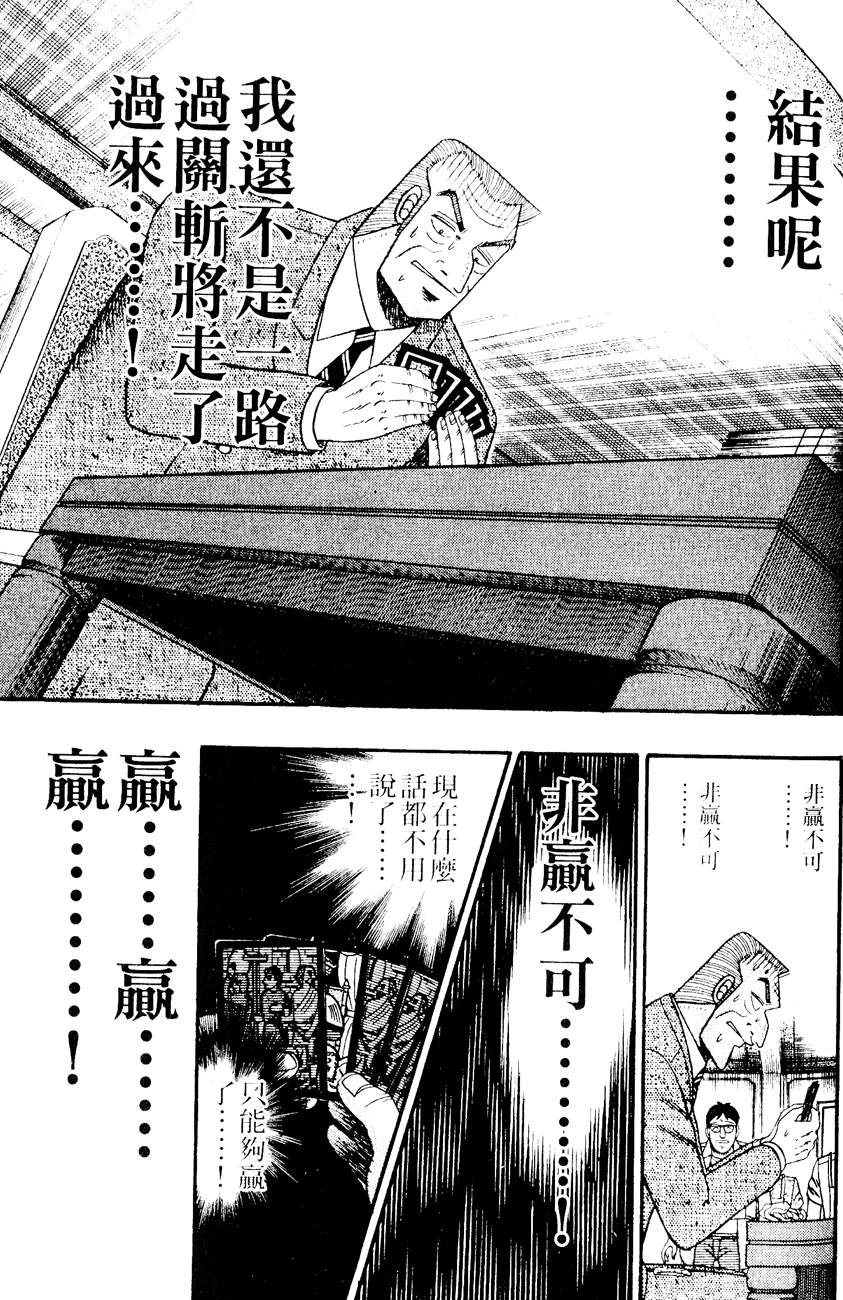 結果呢
⋯⋯⋯
我還不是一路
過關斬將走了
過來⋯⋯⋯！
非贏不可
⋯⋯！
非贏不可
⋯⋯！
非贏不可⋯⋯⋯⋯！
現在什麼
話都不用
說了⋯⋯
⋯！
只能夠贏
了⋯⋯！
贏⋯⋯贏⋯⋯
贏⋯⋯⋯⋯！